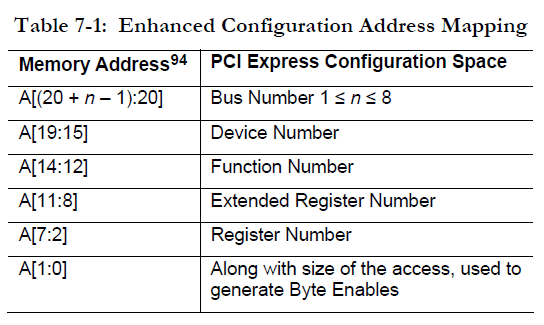 Table 7-1: Enhanced Configuration Address Mapping
Memory Address94 PCI Express Configuration Space
A[(20 + n – 1):20] Bus Number 1 ≤ n ≤ 8
A[19:15] Device Number
A[14:12] Function Number
A[11:8] Extended Register Number
A[7:2] Register Number
A[1:0] Along with size of the access, used to
generate Byte Enables